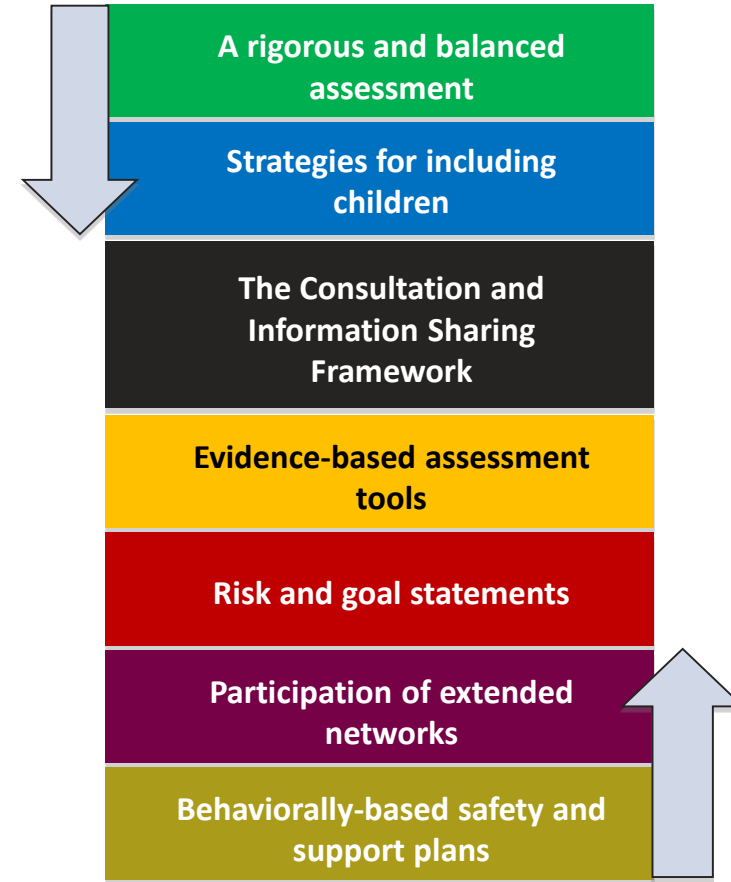 A rigorous and balanced
assessment
Strategies for including
children
The Consultation and
Information Sharing
Framework
Evidence-based assessment
tools
Risk and goal statements
Participation of extended
networks
Behaviorally-based safety and
support plans